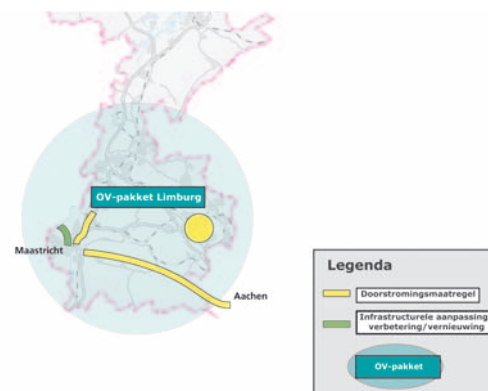 OV-pakket Limburg
Maastricht
Aachen
Legenda
Doorstromingsmaatregel
Infrastructurele aanpassing
verbetering/vernieuwing
OV-pakket